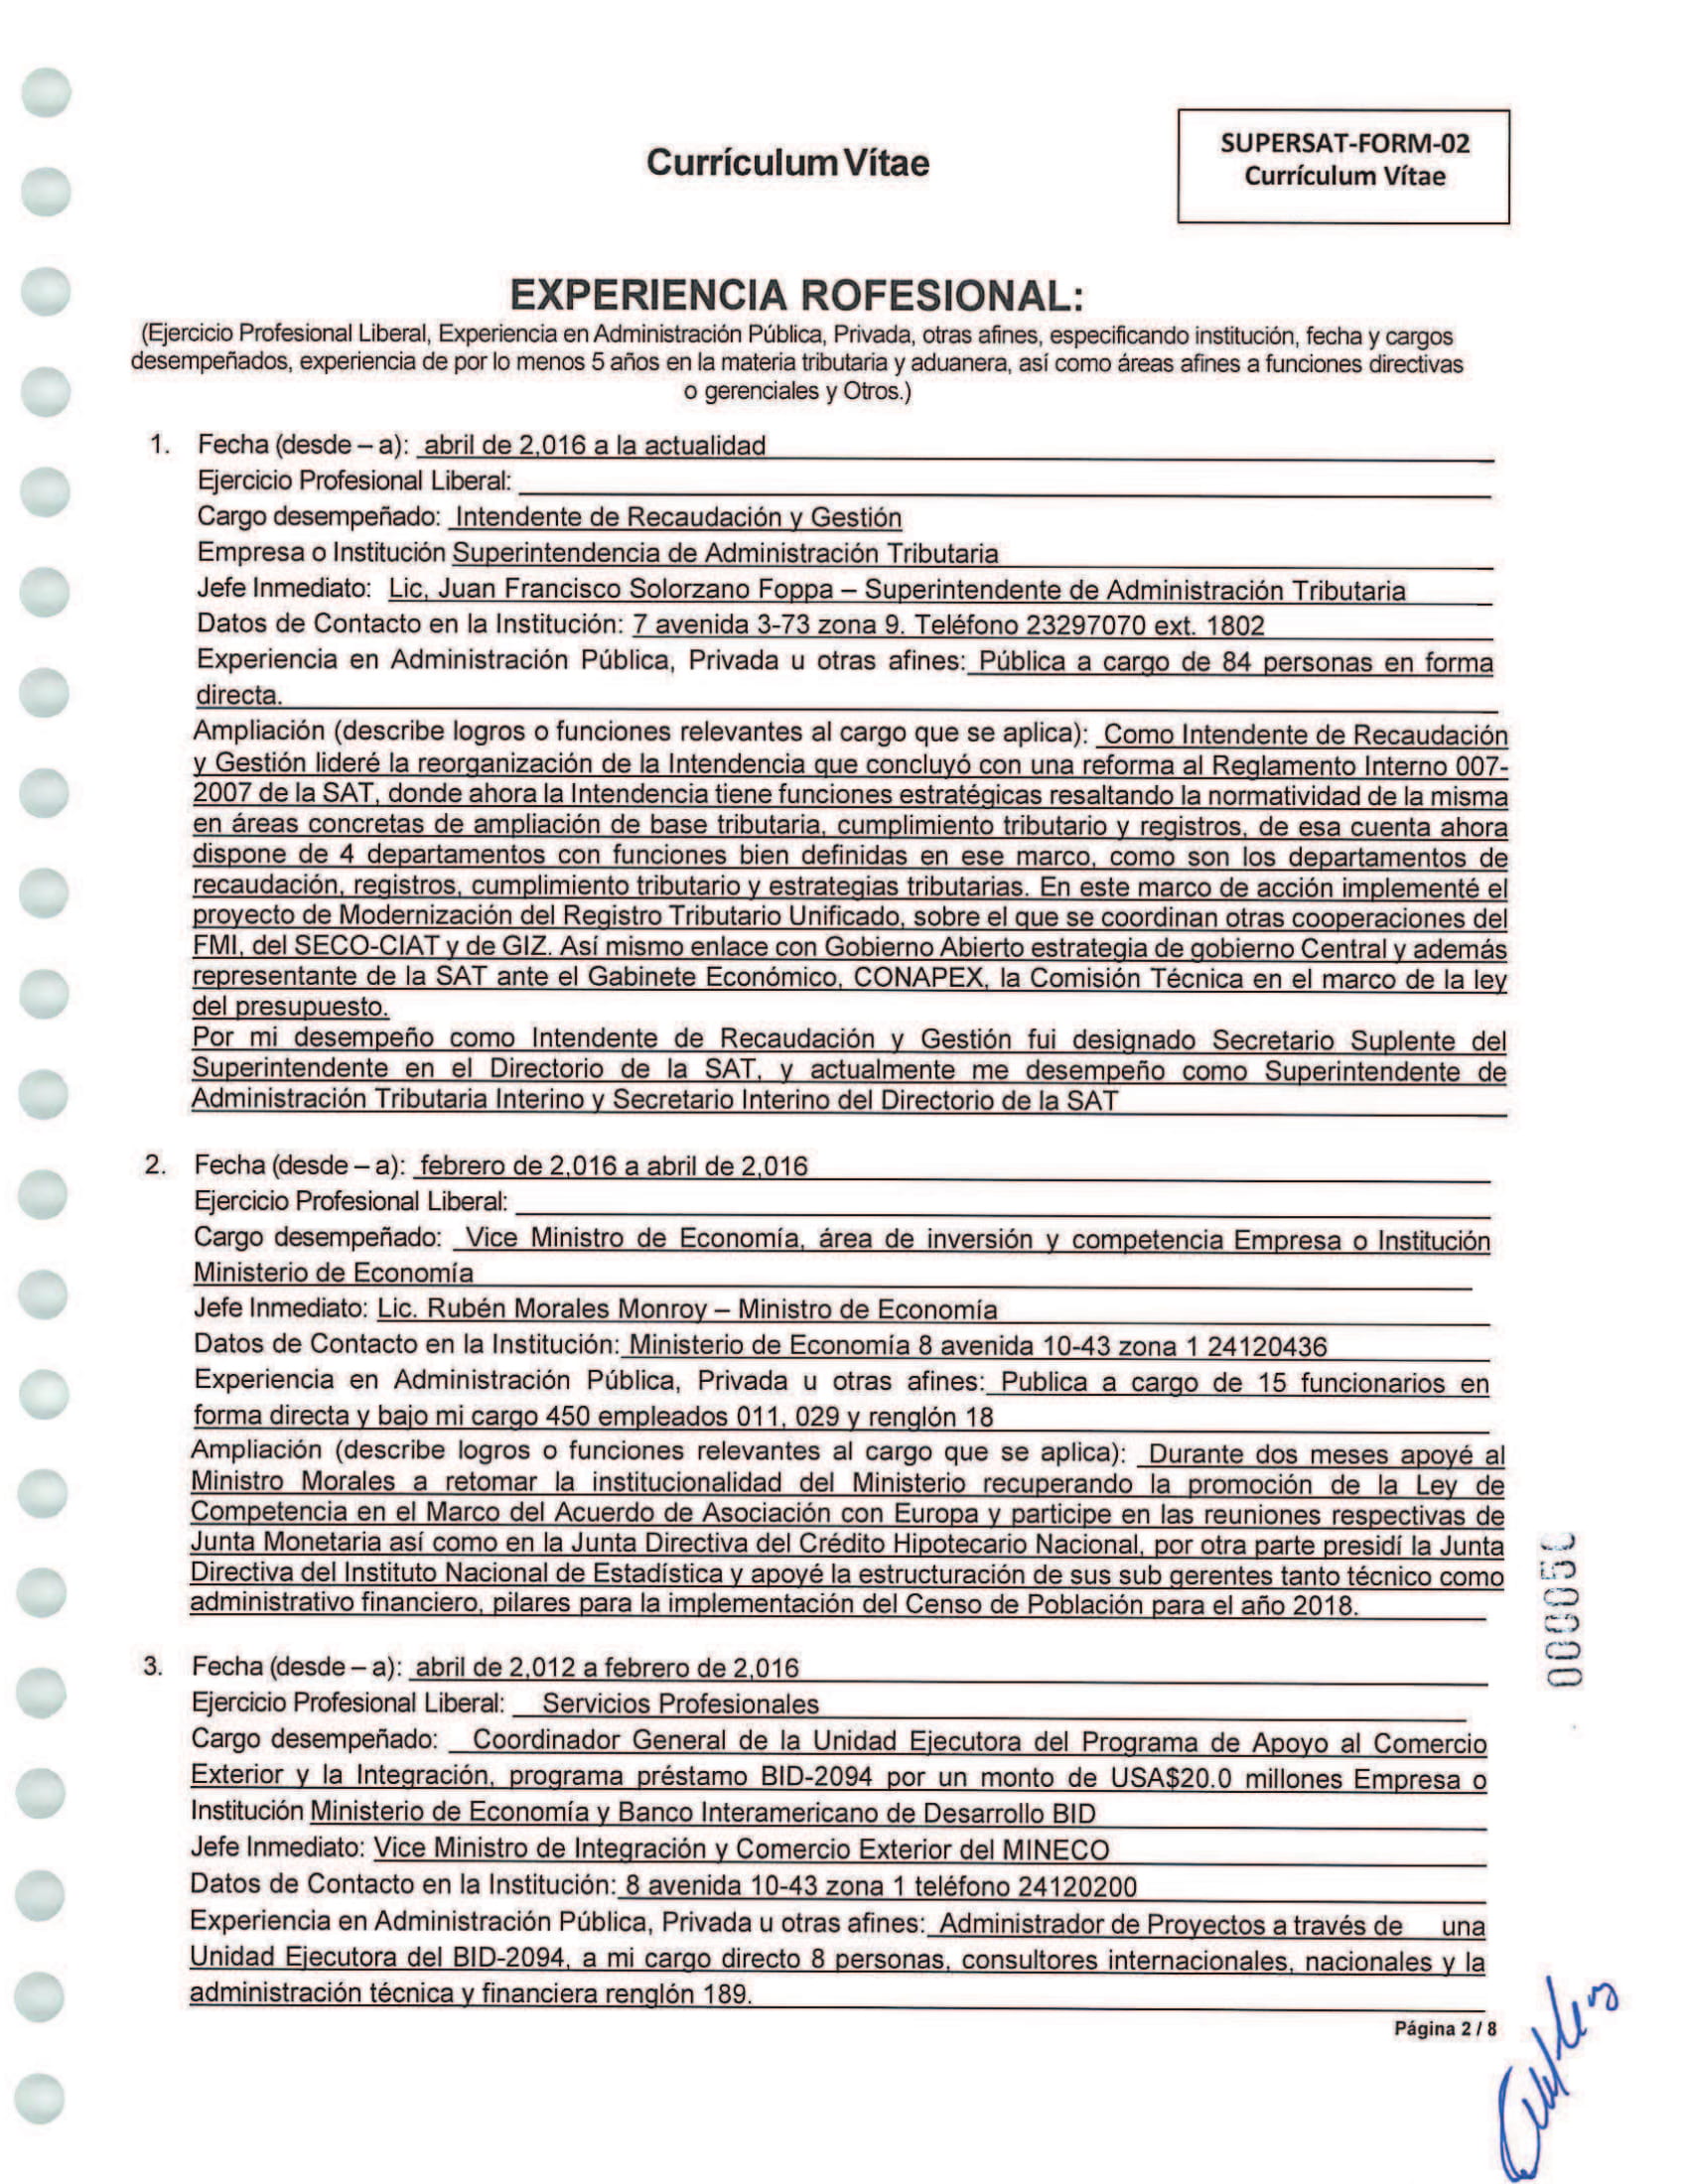 Currículum Vítae
SUPERSAT-FORM-02
Currículum Vítae
EXPERIENCIA ROFESIONAL:
(Ejercicio Profesional Liberal, Experiencia en Administración Pública, Privada, otras afines, especificando institución, fecha y cargos
desempeñados, experiencia de por lo menos 5 años en la materia tributaria y aduanera, así como áreas afines a funciones directivas
o gerenciales y Otros.)
1. Fecha (desde – a): abril de 2,016 a la actualidad
Ejercicio Profesional Liberal:
Cargo desempeñado: Intendente de Recaudación y Gestión
Empresa o Institución Superintendencia de Administración Tributaria
Jefe Inmediato: Lic, Juan Francisco Solorzano Foppa – Superintendente de Administración Tributaria
Datos de Contacto en la Institución: 7 avenida 3-73 zona 9. Teléfono 23297070 ext. 1802
Experiencia en Administración Pública, Privada u otras afines: Pública a cargo de 84 personas en forma
directa.
Ampliación (describe logros o funciones relevantes al cargo que se aplica): Como Intendente de Recaudación
y Gestión lideré la reorganización de la Intendencia que concluyó con una reforma al Reglamento Interno 007-
2007 de la SAT, donde ahora la Intendencia tiene funciones estratégicas resaltando la normatividad de la misma
en áreas concretas de ampliación de base tributaria, cumplimiento tributario y registros, de esa cuenta ahora
dispone de 4 departamentos con funciones bien definidas en ese marco, como son los departamentos de
recaudación, registros, cumplimiento tributario y estrategias tributarias. En este marco de acción implementé el
proyecto de Modernización del Registro Tributario Unificado, sobre el que se coordinan otras cooperaciones del
FMI, del SECO-CIAT y de GIZ. Así mismo enlace con Gobierno Abierto estrategia de gobierno Central y además
representante de la SAT ante el Gabinete Económico, CONAPEX, la Comisión Técnica en el marco de la ley
del presupuesto.
Por mi desempeño como Intendente de Recaudación y Gestión fui designado Secretario Suplente del
Superintendente en el Directorio de la SAT, y actualmente me desempeño como Superintendente de
Administración Tributaria Interino y Secretario Interino del Directorio de la SAT
2. Fecha (desde – a): febrero de 2,016 a abril de 2,016
Ejercicio Profesional Liberal:
Cargo desempeñado: Vice Ministro de Economía, área de inversión y competencia Empresa o Institución
Ministerio de Economía
Jefe Inmediato: Lic. Rubén Morales Monroy – Ministro de Economía
Datos de Contacto en la Institución: Ministerio de Economía 8 avenida 10-43 zona 1 24120436
Experiencia en Administración Pública, Privada u otras afines: Publica a cargo de 15 funcionarios en
forma directa y bajo mi cargo 450 empleados 011, 029 y renglón 18
Ampliación (describe logros o funciones relevantes al cargo que se aplica): Durante dos meses apoyé al
Ministro Morales a retomar la institucionalidad del Ministerio recuperando la promoción de la Ley de
Competencia en el Marco del Acuerdo de Asociación con Europa y participe en las reuniones respectivas de
Junta Monetaria así como en la Junta Directiva del Crédito Hipotecario Nacional, por otra parte presidí la Junta
Directiva del Instituto Nacional de Estadística y apoyé la estructuración de sus sub gerentes tanto técnico como
administrativo financiero, pilares para la implementación del Censo de Población para el año 2018.
3. Fecha (desde – a): abril de 2,012 a febrero de 2,016
Ejercicio Profesional Liberal: Servicios Profesionales
Cargo desempeñado: Coordinador General de la Unidad Ejecutora del Programa de Apoyo al Comercio
Exterior y la Integración, programa préstamo BID-2094 por un monto de USA$20.0 millones Empresa o
Institución Ministerio de Economía y Banco Interamericano de Desarrollo BID
Jefe Inmediato: Vice Ministro de Integración y Comercio Exterior del MINECO
Datos de Contacto en la Institución: 8 avenida 10-43 zona 1 teléfono 24120200
Experiencia en Administración Pública, Privada u otras afines: Administrador de Proyectos a través de una
Unidad Ejecutora del BID-2094, a mi cargo directo 8 personas, consultores internacionales, nacionales y la
administración técnica y financiera renglón 189.
Página 2 / 8